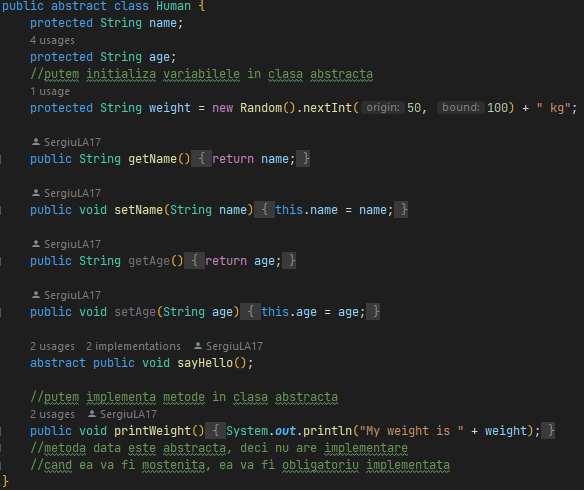 public abstract class Human {
protected String name;
4 usages
protected String age;
//putem initializa variabilele in clasa abstracta
1 usage
protected String weight = new Random().nextInt( origin: 50, bound: 100) + " kg";
SergiuLA17
public String getName() { return name; }
SergiuLA17
public void setName(String name) { this.name = name; }
SergiuLA17
public String getAge() { return age; }
SergiuLA17
public void setAge(String age) { this.age = age; }
2 usages 2 implementations SergiuLA17
abstract public void sayHello();
//putem implementa metode in clasa abstracta
2 usages SergiuLA17
public void printWeight() { System.out.println("My weight is " + weight); }
//metoda data este abstracta, deci nu are implementare
//cand ea va fi mostenita, ea va fi obligatoriu implementata
}